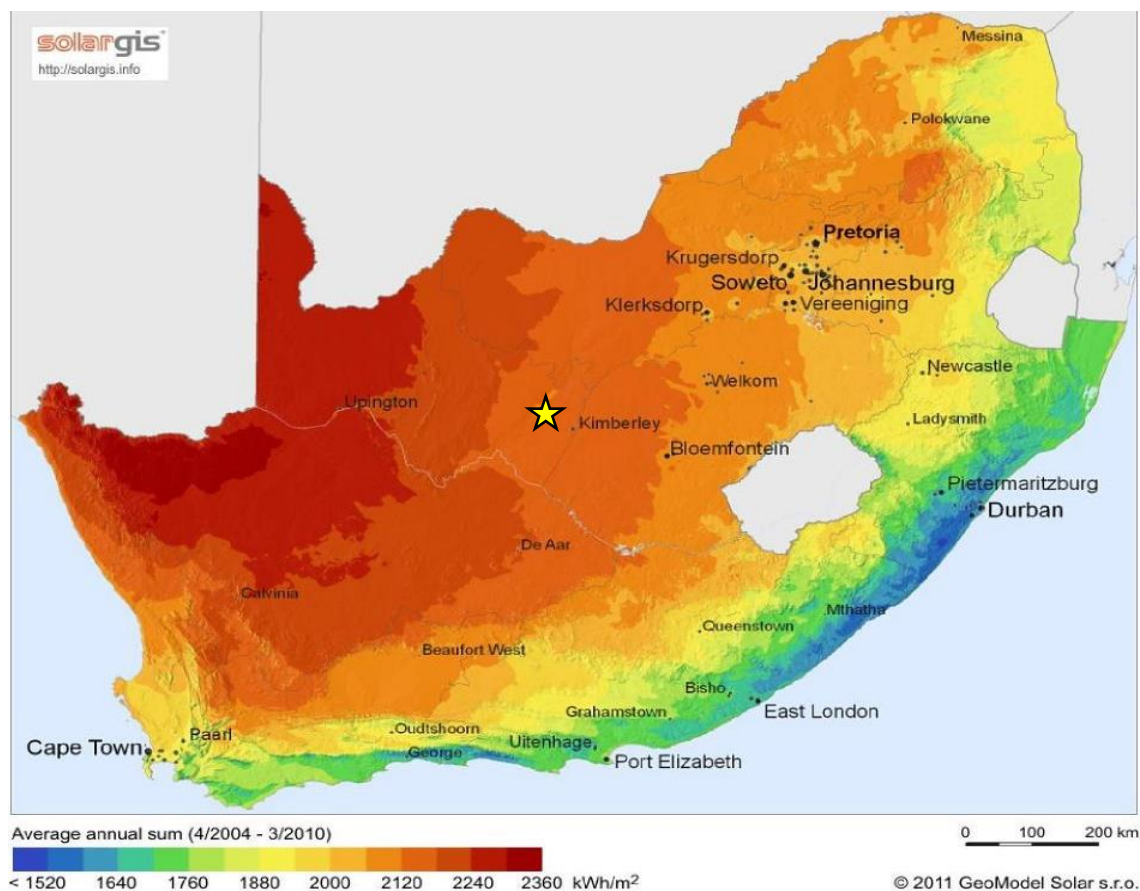 solargis
http://solargis.info
Messina
Polokwane
Pretoria
Krugersdorp
Soweto Johannesburg
Klerksdorp Vereeniging
Newcastle
Welkom
Upington
Kimberley Ladysmith
Bloemfontein
Pietermaritzburg
Durban
De Aar
Calvinia
Mthatha
Queenstown
Beaufort West
Bisho
Grahamstown East London
Oudtshoorn
Paarl
Cape Town George Uitenhage
Port Elizabeth
Average annual sum (4/2004 - 3/2010)
0 100 200 km
< 1520 1640 1760 1880 2000 2120 2240 2360 kWh/m²
© 2011 GeoModel Solar s.r.o.